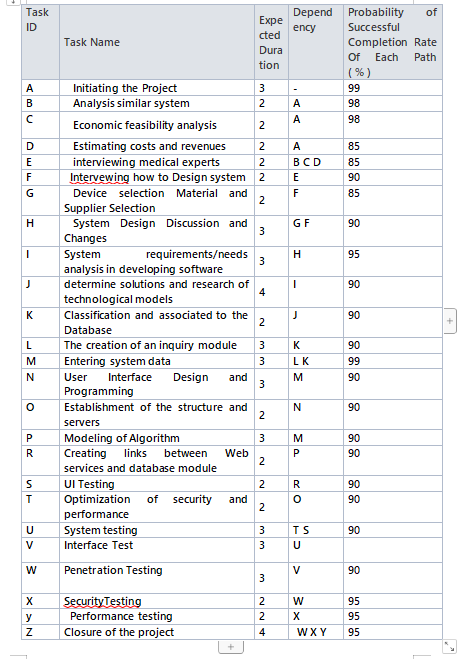 Task ID | Task Name | Expected Duration | Dependency | Probability of Successful Completion Rate Of Each Path (%)
A | Initiating the Project | 3 | - | 99
B | Analysis similar system | 2 | A | 98
C | Economic feasibility analysis | 2 | A | 98
D | Estimating costs and revenues | 2 | A | 85
E | interviewing medical experts | 2 | B C D | 85
F | Intervewing how to Design system | 2 | E | 90
G | Device selection Material and Supplier Selection | 2 | F | 85
H | System Design Discussion and Changes | 3 | G F | 90
I | System requirements/needs analysis in developing software | 3 | H | 95
J | determine solutions and research of technological models | 4 | I | 90
K | Classification and associated to the Database | 2 | J | 90
L | The creation of an inquiry module | 3 | K | 90
M | Entering system data | 3 | L K | 99
N | User Interface Design and Programming | 3 | M | 90
O | Establishment of the structure and servers | 2 | N | 90
P | Modeling of Algorithm | 3 | M | 90
R | Creating links between Web services and database module | 2 | P | 90
S | UI Testing | 2 | R | 90
T | Optimization of security and performance | 2 | O | 90
U | System testing | 3 | T S | 90
V | Interface Test | 3 | U
W | Penetration Testing | 3 | V | 90
X | SecurityTesting | 2 | W | 95
y | Performance testing | 2 | X | 95
Z | Closure of the project | 4 | W X Y | 95